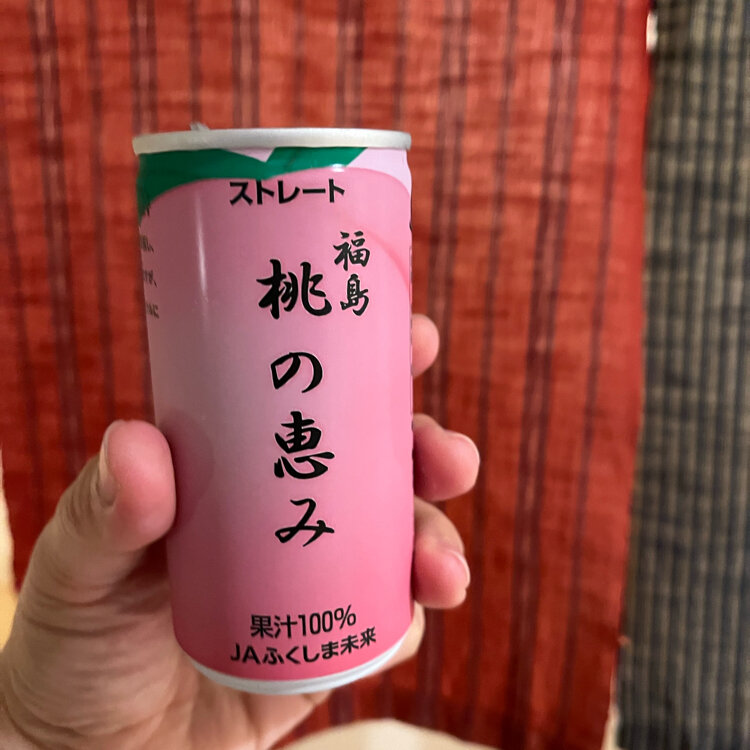 ストレート
福島
桃の恵み
果汁100%
JAふくしま未来